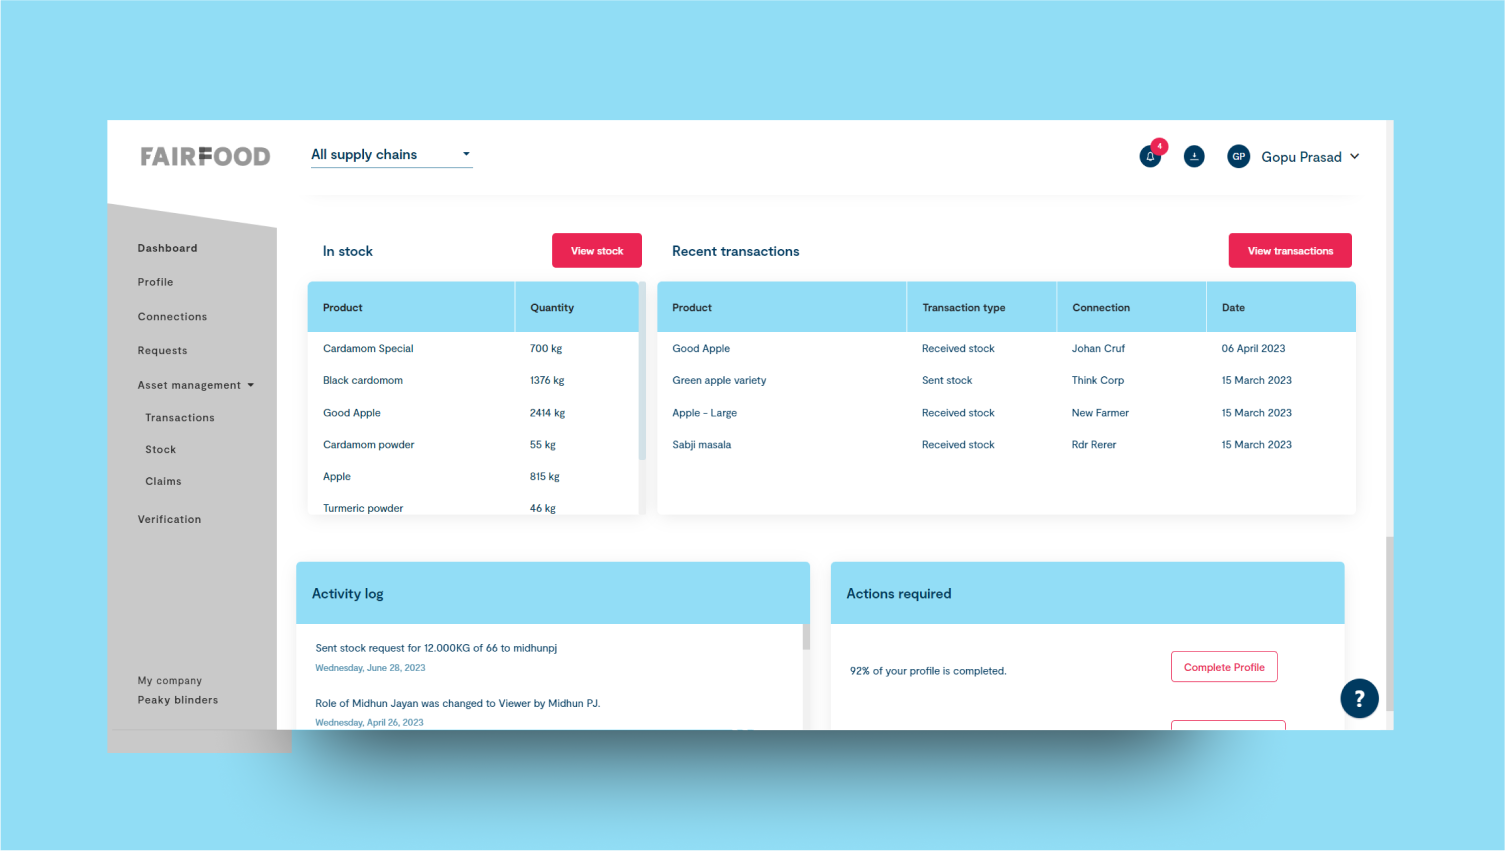 FAIRFOOD
All supply chains
4
GP
Gopu Prasad
Dashboard
Profile
Connections
Requests
Asset management
Transactions
Stock
Claims
Verification
My company
Peaky blinders
In stock
View stock
Product Quantity
Cardamom Special 700 kg
Black cardomom 1376 kg
Good Apple 2414 kg
Cardamom powder 55 kg
Apple 815 kg
Turmeric powder 46 kg
Recent transactions
View transactions
Product Transaction type Connection Date
Good Apple Received stock Johan Cruf 06 April 2023
Green apple variety Sent stock Think Corp 15 March 2023
Apple - Large Received stock New Farmer 15 March 2023
Sabji masala Received stock Rdr Rerer 15 March 2023
Activity log
Sent stock request for 12.000KG of 66 to midhunpj
Wednesday, June 28, 2023
Role of Midhun Jayan was changed to Viewer by Midhun PJ.
Wednesday, April 26, 2023
Actions required
92% of your profile is completed.
Complete Profile
?